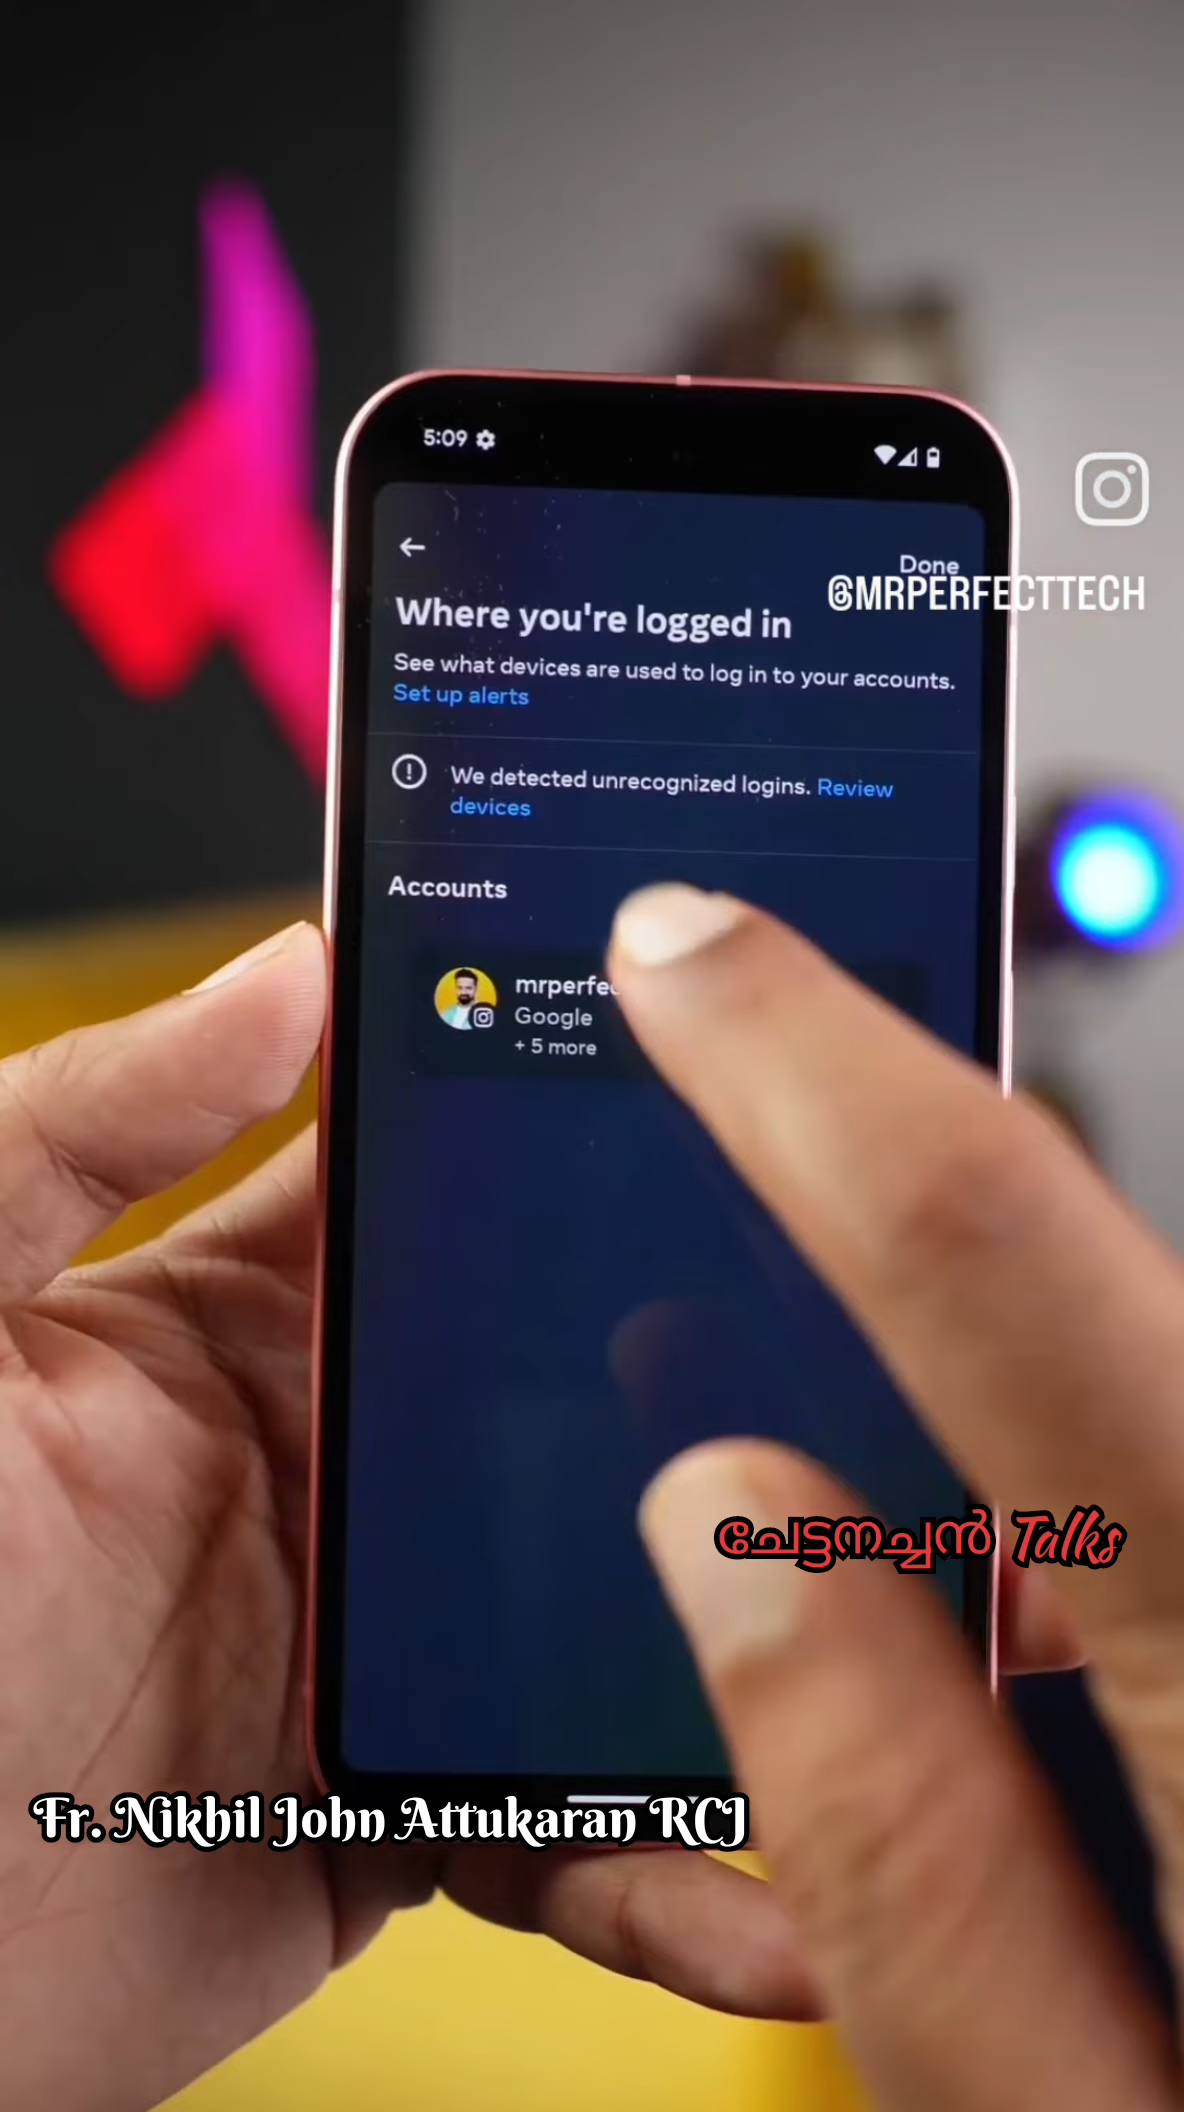 5:09
Done
@MRPERFECTTECH
Where you're logged in
See what devices are used to log in to your accounts.
Set up alerts
We detected unrecognized logins. Review
devices
Accounts
Google
+ 5 more
ചേട്ടനച്ചൻ Talks
Fr. Nikhil John Attukaran RCJ